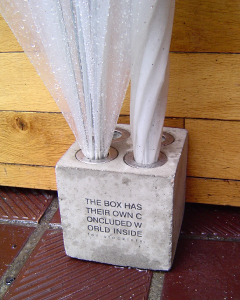 THE BOX HAS
THEIR OWN C
ONCLUDED W
ORLD INSIDE